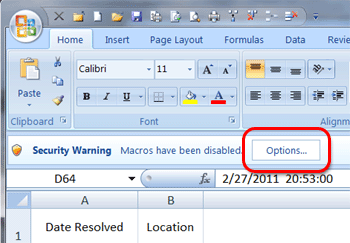 Home Insert Page Layout Formulas Data Re
Calibri 11 A A
Paste B I U A
Clipboard Font Alignm
Security Warning Macros have been disabled. Options...
D64 fx 2/27/2011 20:53:00
A B
1 Date Resolved Location